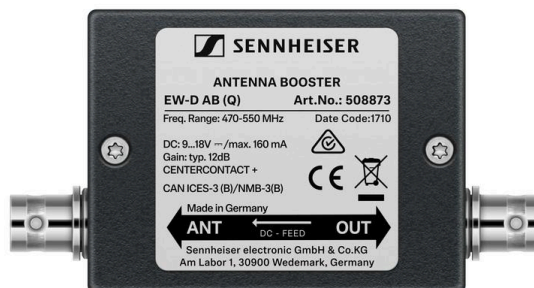 SENNHEISER
ANTENNA BOOSTER
EW-D AB (Q) Art.No.: 508873
Freq. Range: 470-550 MHz Date Code:1710
DC: 9...18V ⎓/max. 160 mA
Gain: typ. 12dB
CENTERCONTACT +
CAN ICES-3 (B)/NMB-3(B)
CE
Made in Germany
ANT DC - FEED OUT
Sennheiser electronic GmbH & Co.KG
Am Labor 1, 30900 Wedemark, Germany